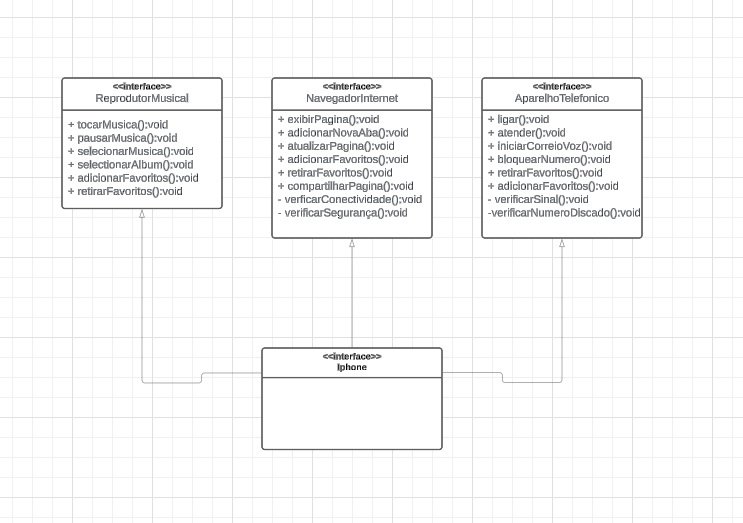 <<interface>>
ReprodutorMusical
+ tocarMusica():void
+ pausarMusica():void
+ selecionarMusica():void
+ selectionarAlbum():void
+ adicionarFavoritos():void
+ retirarFavoritos():void
<<interface>>
NavegadorInternet
+ exibirPagina():void
+ adicionarNovaAba():void
+ atualizarPagina():void
+ adicionarFavoritos():void
+ retirarFavoritos():void
+ compartilharPagina():void
- verficarConectividade():void
- verificarSegurança():void
<<interface>>
AparelhoTelefonico
+ ligar():void
+ atender():void
+ iniciarCorreioVoz():void
+ bloquearNumero():void
+ retirarFavoritos():void
+ adicionarFavoritos():void
- verificarSinal():void
-verificarNumeroDiscado():void
<<interface>>
Iphone